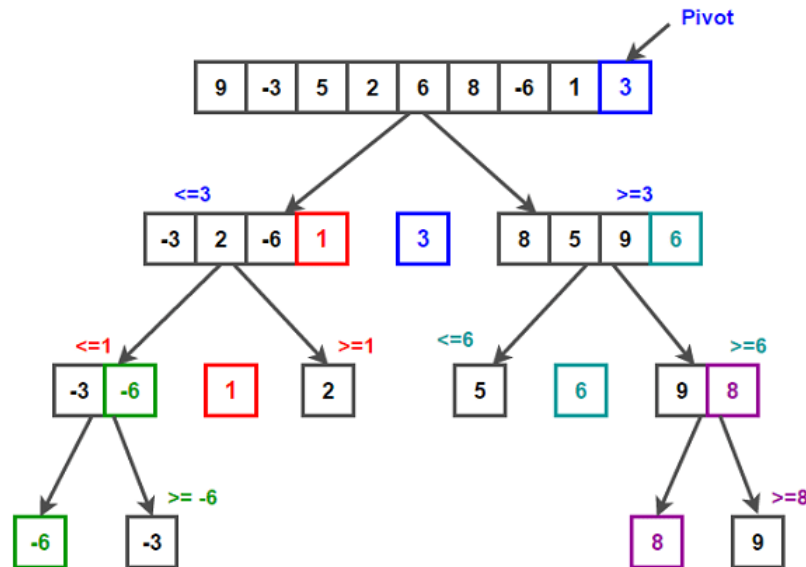 Pivot
9 -3 5 2 6 8 -6 1 3
<=3 >=3
-3 2 -6 1 3 8 5 9 6
<=1 >=1 <=6 >=6
-3 -6 1 2 5 6 9 8
>= -6 >=8
-6 -3 8 9